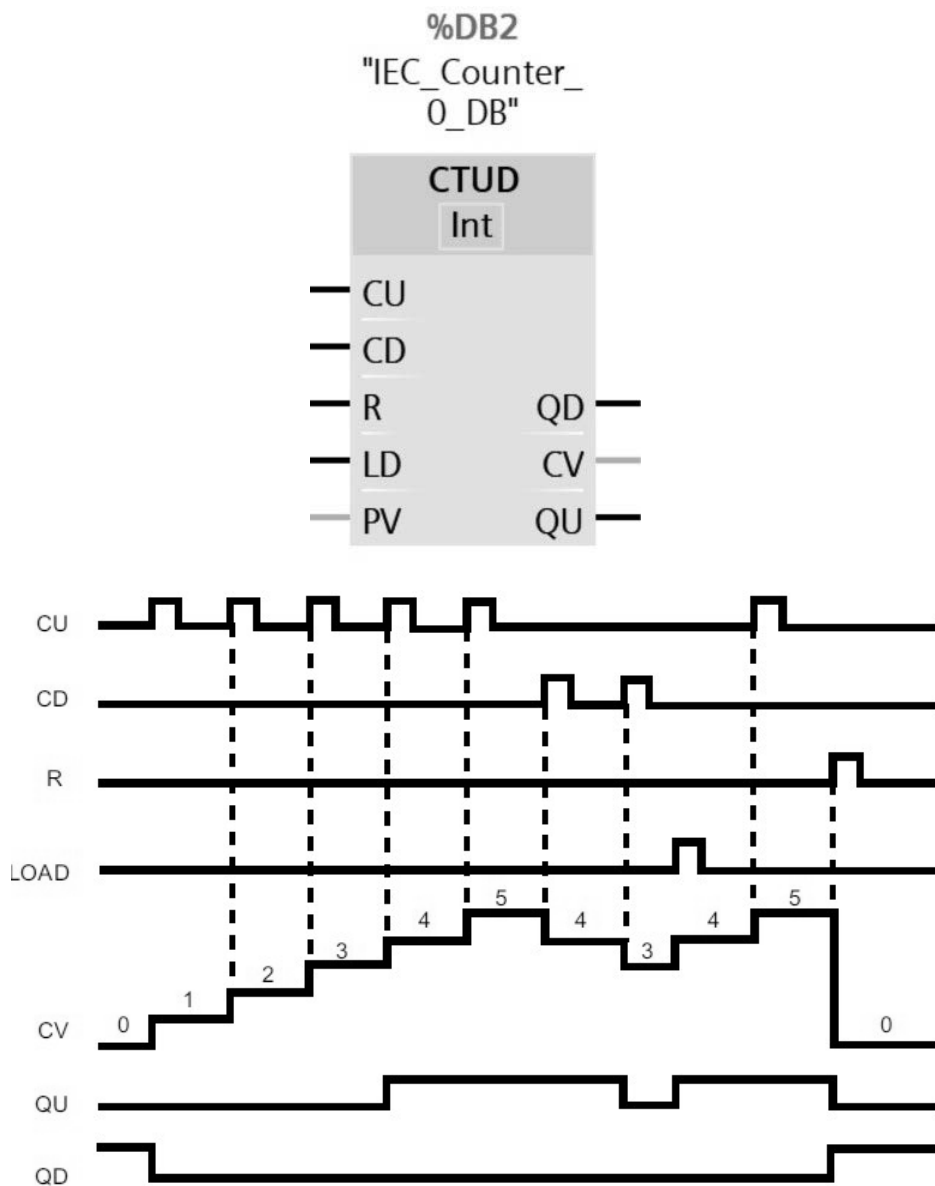 %DB2
"IEC_Counter_
0_DB"
CTUD
Int
CU
CD
R QD
LD CV
PV QU
CU
CD
R
LOAD
5 5
4 4 4
3 3
2
1
CV 0 0
QU
QD